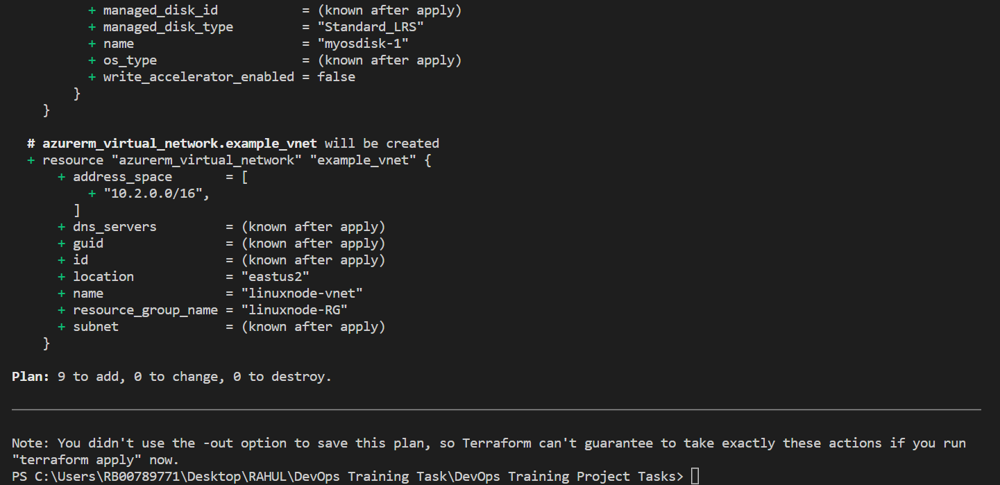 + managed_disk_id           = (known after apply)
+ managed_disk_type         = "Standard_LRS"
+ name                      = "myosdisk-1"
+ os_type                   = (known after apply)
+ write_accelerator_enabled = false
}
}
# azurerm_virtual_network.example_vnet will be created
+ resource "azurerm_virtual_network" "example_vnet" {
+ address_space       = [
+ "10.2.0.0/16",
]
+ dns_servers         = (known after apply)
+ guid                = (known after apply)
+ id                  = (known after apply)
+ location            = "eastus2"
+ name                = "linuxnode-vnet"
+ resource_group_name = "linuxnode-RG"
+ subnet              = (known after apply)
}
Plan: 9 to add, 0 to change, 0 to destroy.
Note: You didn't use the -out option to save this plan, so Terraform can't guarantee to take exactly these actions if you run
"terraform apply" now.
PS C:\Users\RB00789771\Desktop\RAHUL\DevOps Training Task\DevOps Training Project Tasks>